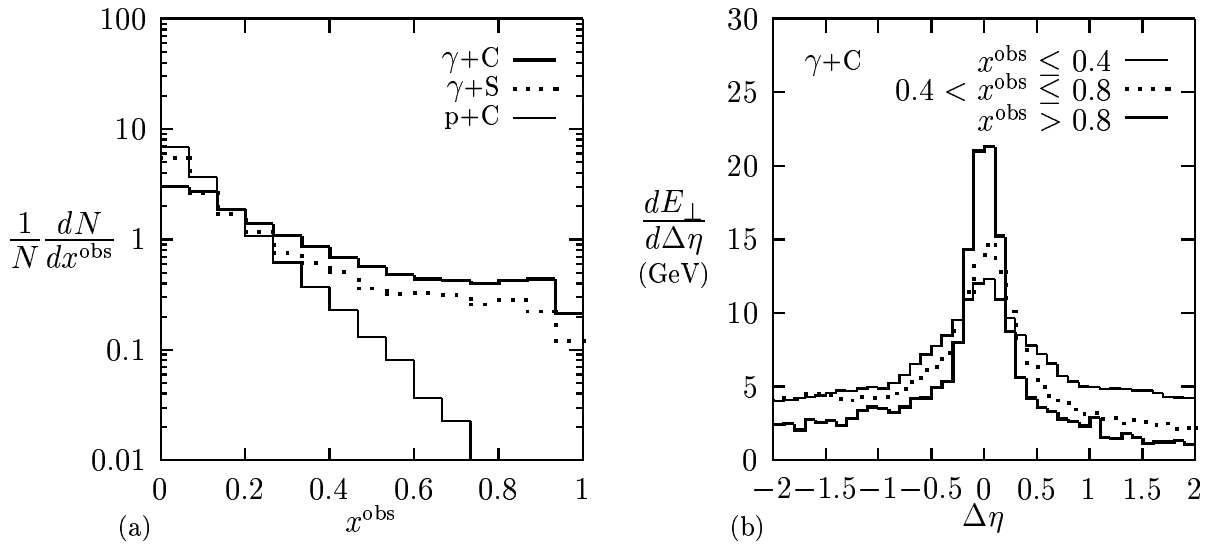 100
10
1
0.1
0.01
1/N dN/dx^obs
γ+C
γ+S
p+C
0 0.2 0.4 0.6 0.8 1
x^obs
(a)
30
25
20
15
10
5
0
dE_⊥/dΔη
(GeV)
γ+C
x^obs ≤ 0.4
0.4 < x^obs ≤ 0.8
x^obs > 0.8
−2−1.5−1−0.5 0 0.5 1 1.5 2
Δη
(b)